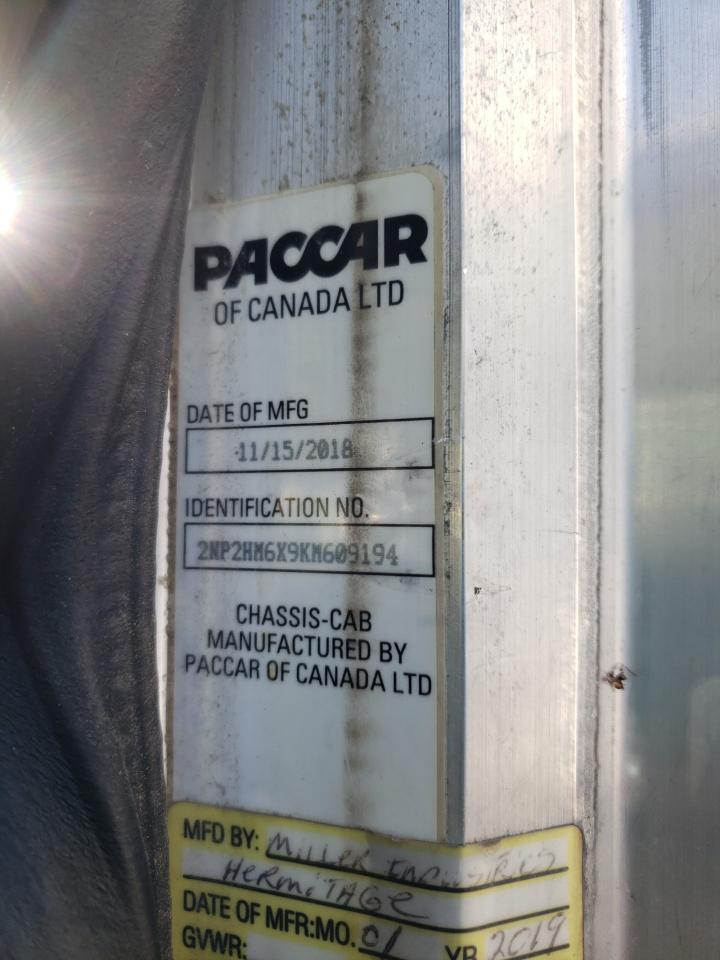 PACCAR
OF CANADA LTD
DATE OF MFG
11/15/2018
IDENTIFICATION NO.
2NP2HM6X9KM609194
CHASSIS-CAB
MANUFACTURED BY
PACCAR OF CANADA LTD
MFD BY: MiLLER INDUSTRIES
HERMiTAGE
DATE OF MFR:MO. 01 YR 2019
GVWR: